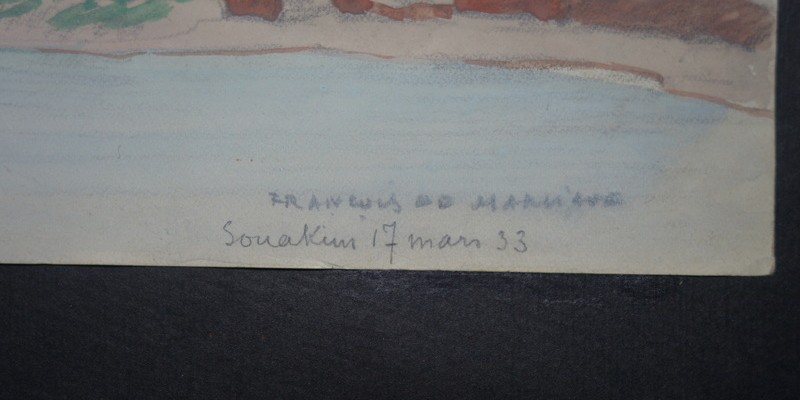 FRANCOIS DE MARLIAVE
Souakim 17 mars 33